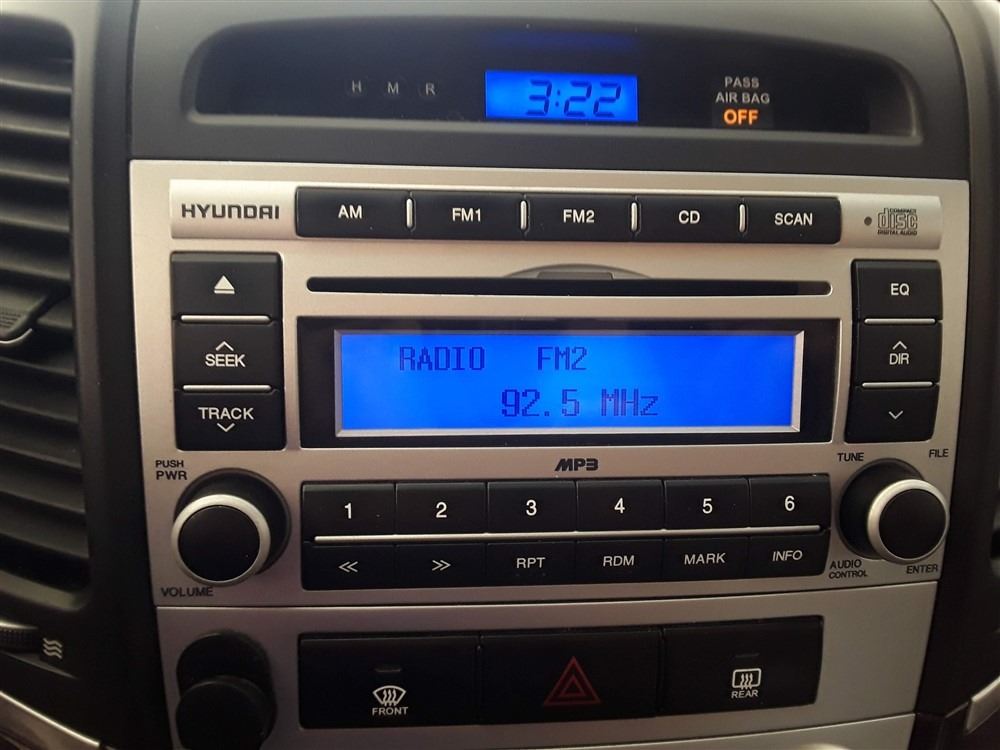 H M R
3:22
PASS
AIR BAG
OFF
HYUNDAI
AM
FM1
FM2
CD
SCAN
COMPACT
disc
DIGITAL AUDIO
SEEK
TRACK
EQ
DIR
RADIO FM2
92.5 MHz
MP3
PUSH
PWR
VOLUME
TUNE
FILE
1 2 3 4 5 6
<< >> RPT RDM MARK INFO
AUDIO
CONTROL
ENTER
FRONT
REAR